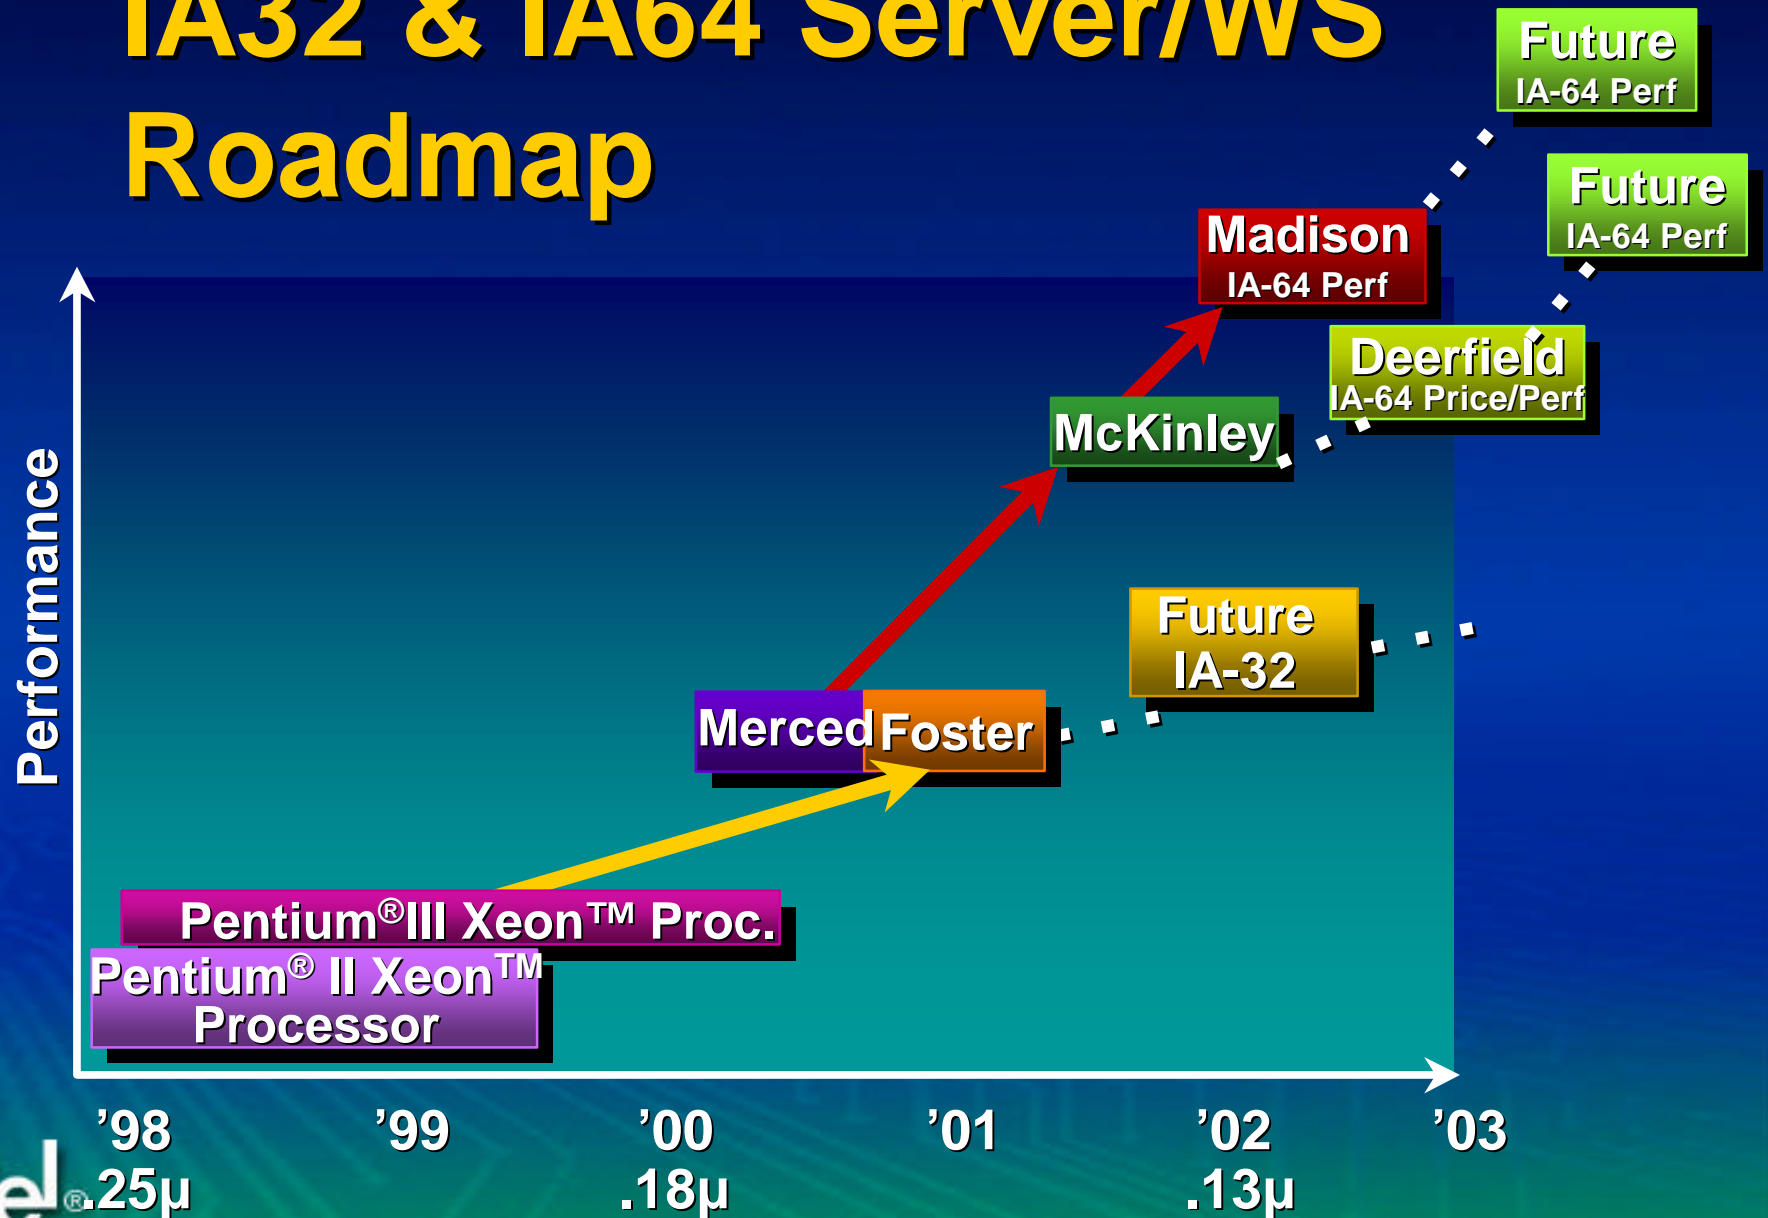 IA32 & IA64 Server/WS
Roadmap
Future
IA-64 Perf
Future
IA-64 Perf
Madison
IA-64 Perf
Deerfield
IA-64 Price/Perf
McKinley
Future
IA-32
Merced
Foster
Performance
Pentium®III Xeon™ Proc.
Pentium® II Xeon™
Processor
’98
’99
’00
’01
’02
’03
.25µ
.18µ
.13µ